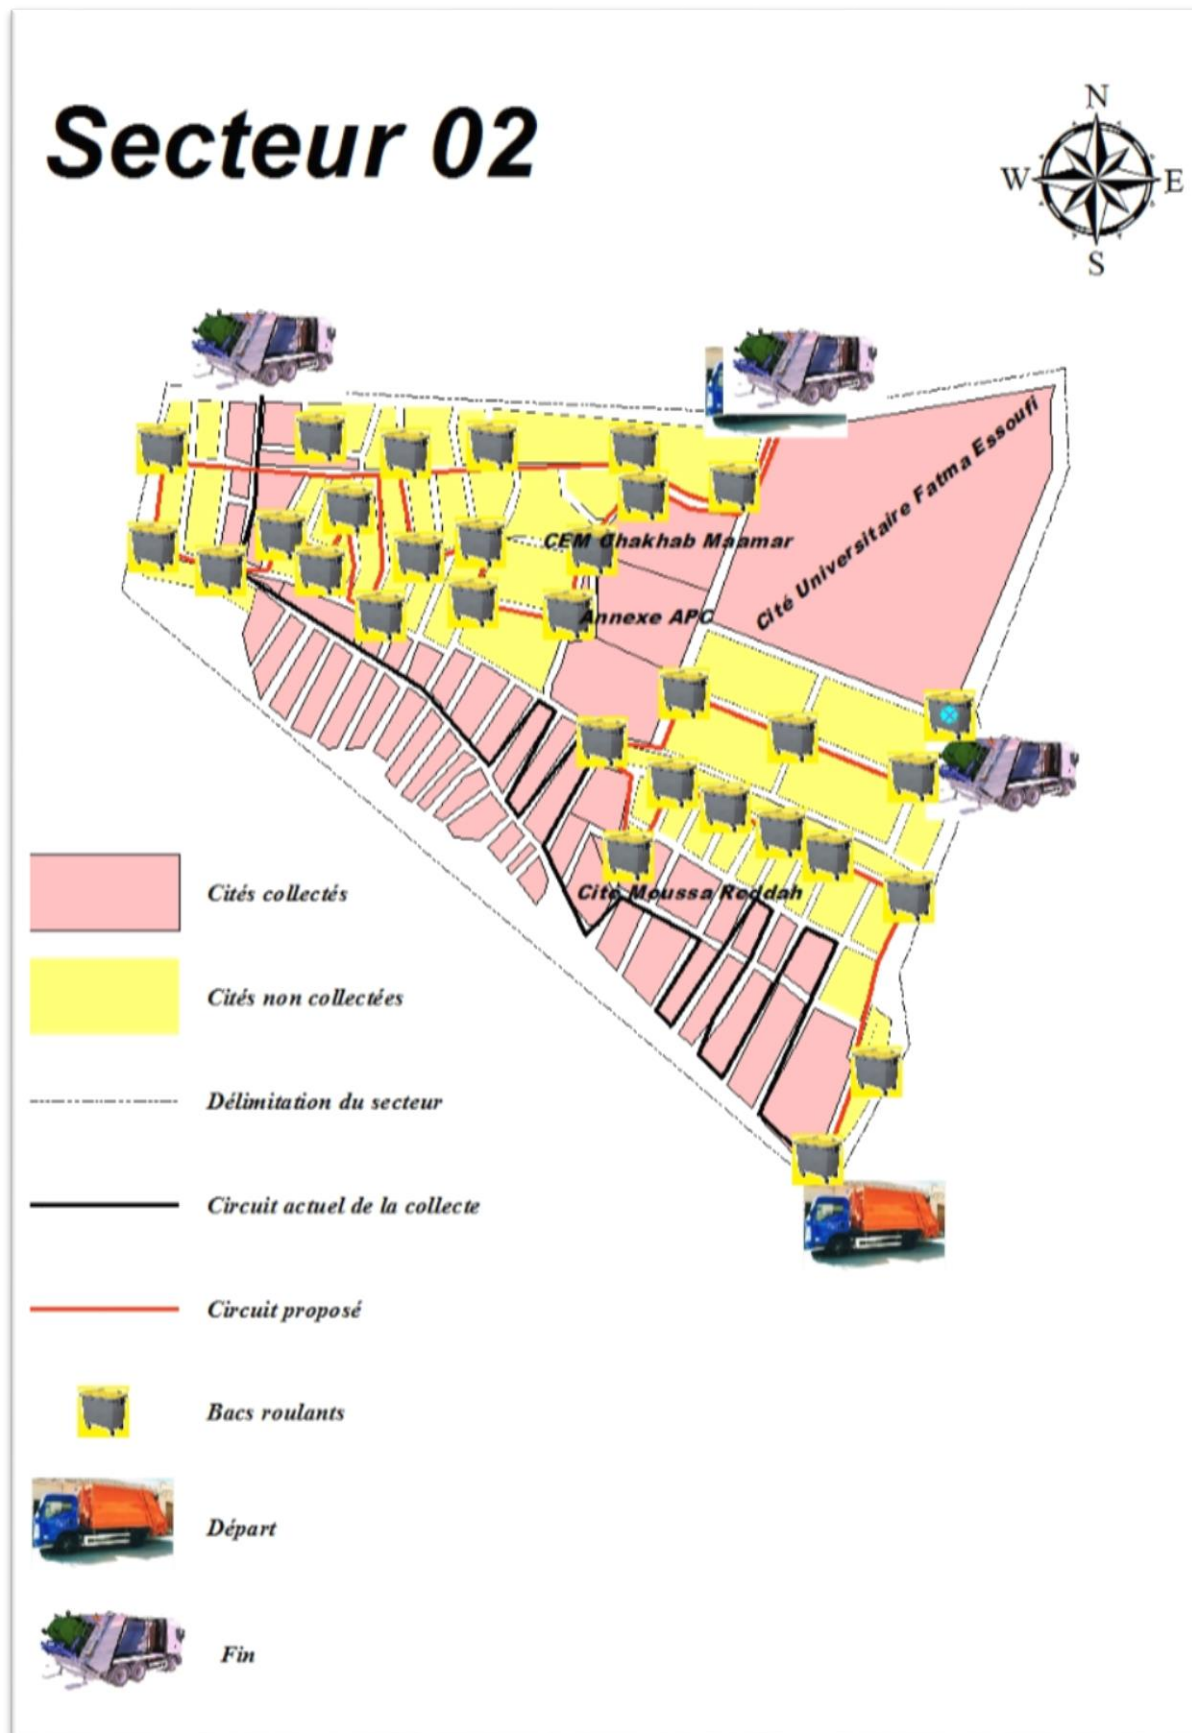 Secteur 02
N
W
E
S
Cité Universitaire Fatma Essoufi
CEM Chakhab Maamar
Annexe APC
Cité Moussa Reddah
Cités collectés
Cités non collectées
Délimitation du secteur
Circuit actuel de la collecte
Circuit proposé
Bacs roulants
Départ
Fin